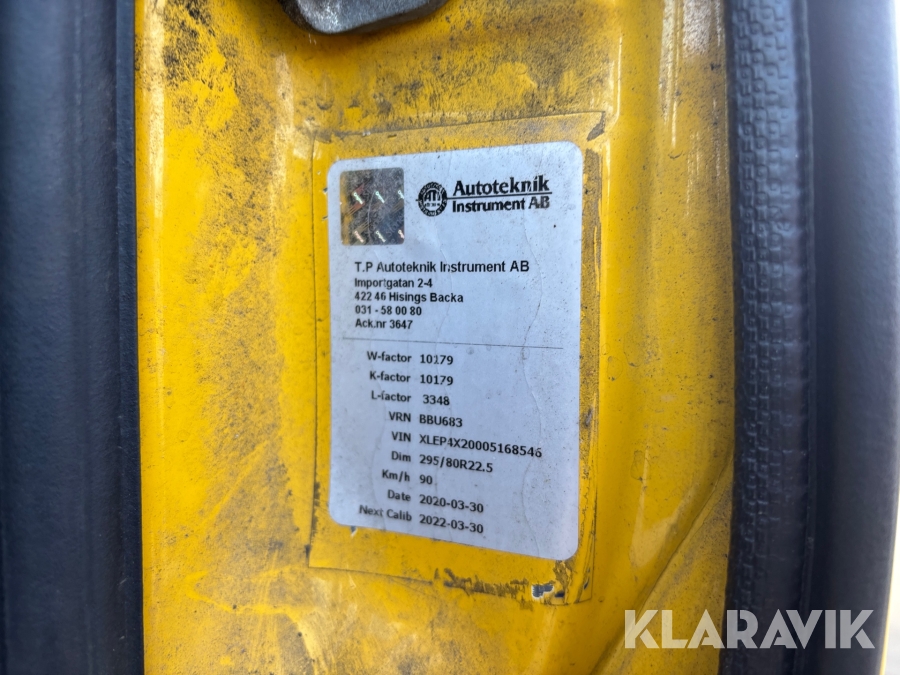 Autoteknik
Instrument AB
T.P Autoteknik Instrument AB
Importgatan 2-4
422 46 Hisings Backa
031 - 58 00 80
Ack.nr 3647
W-factor 10179
K-factor 10179
L-factor 3348
VRN BBU683
VIN XLEP4X20005168546
Dim 295/80R22.5
Km/h 90
Date 2020-03-30
Next Calib 2022-03-30
KLARAVIK